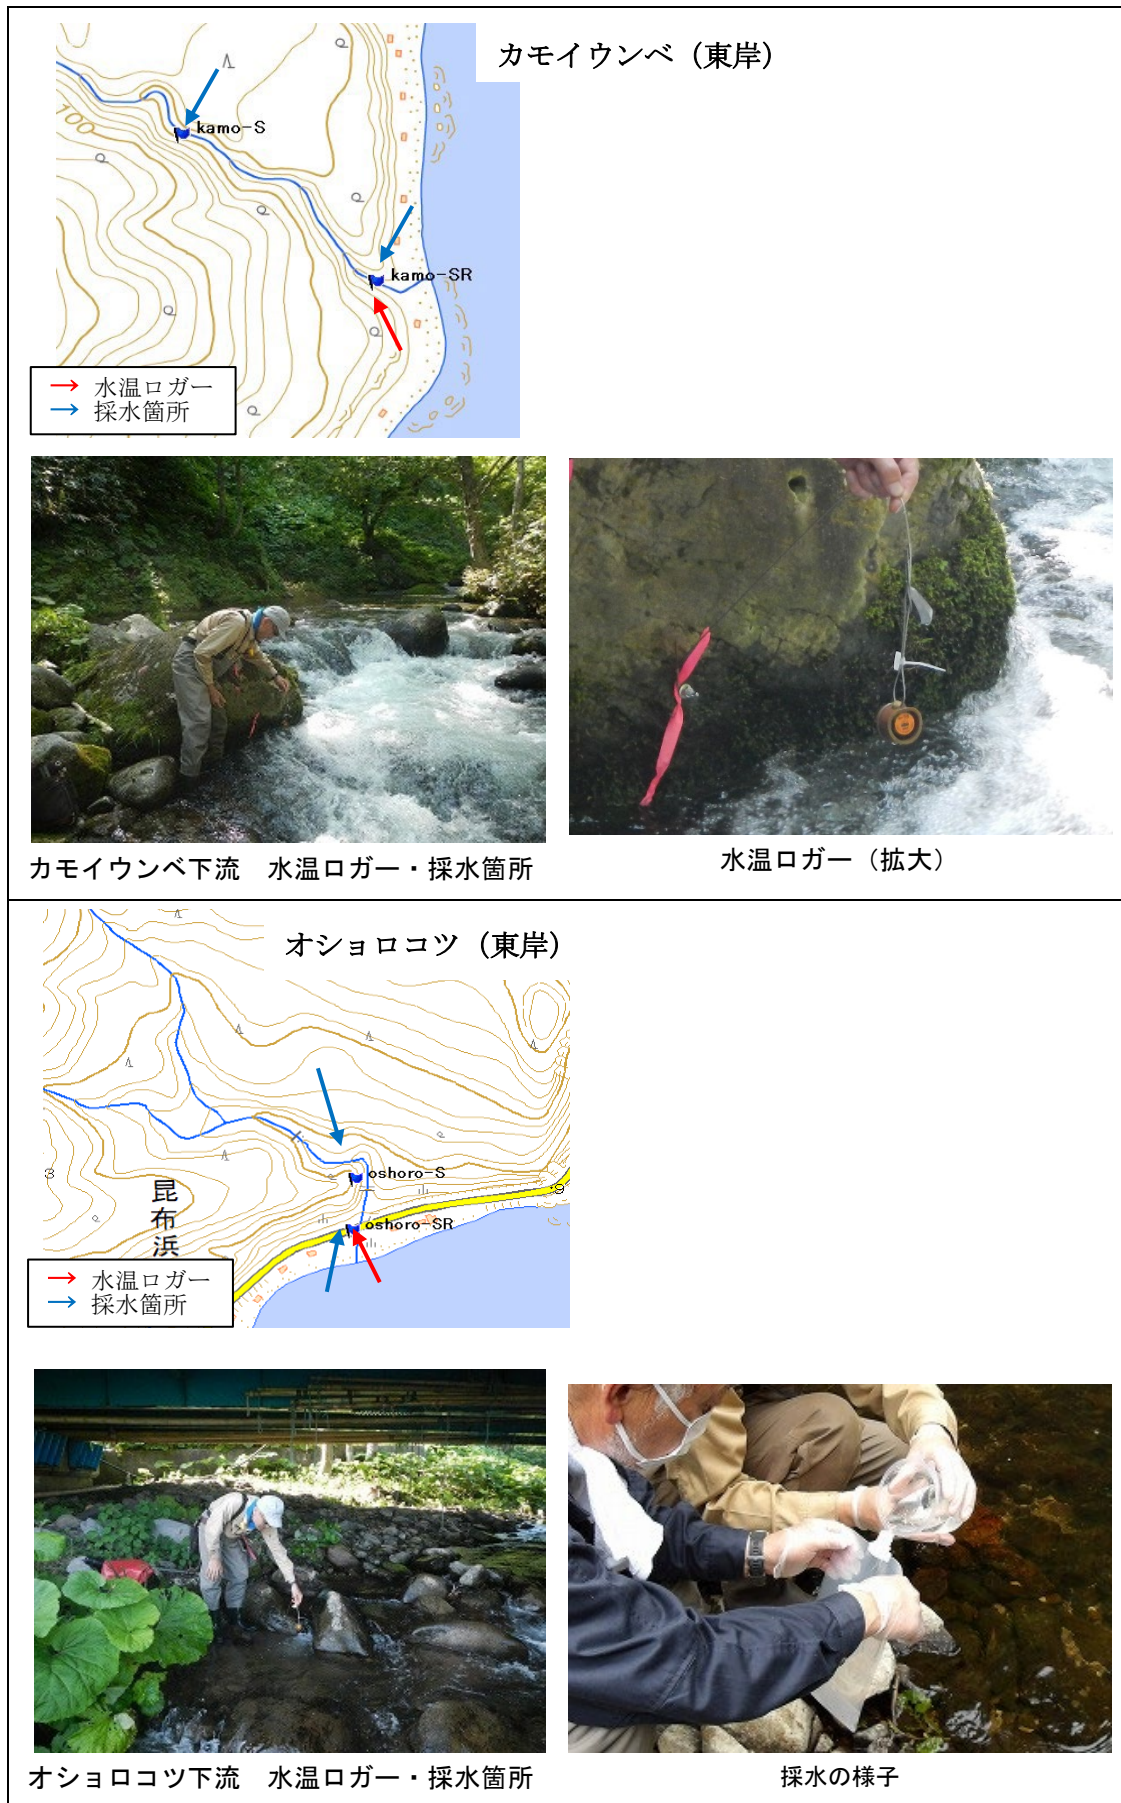 カモイウンベ（東岸）
kamo-S
100
kamo-SR
水温ロガー
採水箇所
カモイウンベ下流　水温ロガー・採水箇所
水温ロガー（拡大）
オショロコツ（東岸）
oshoro-S
3
昆布浜
9
oshoro-SR
水温ロガー
採水箇所
オショロコツ下流　水温ロガー・採水箇所
採水の様子